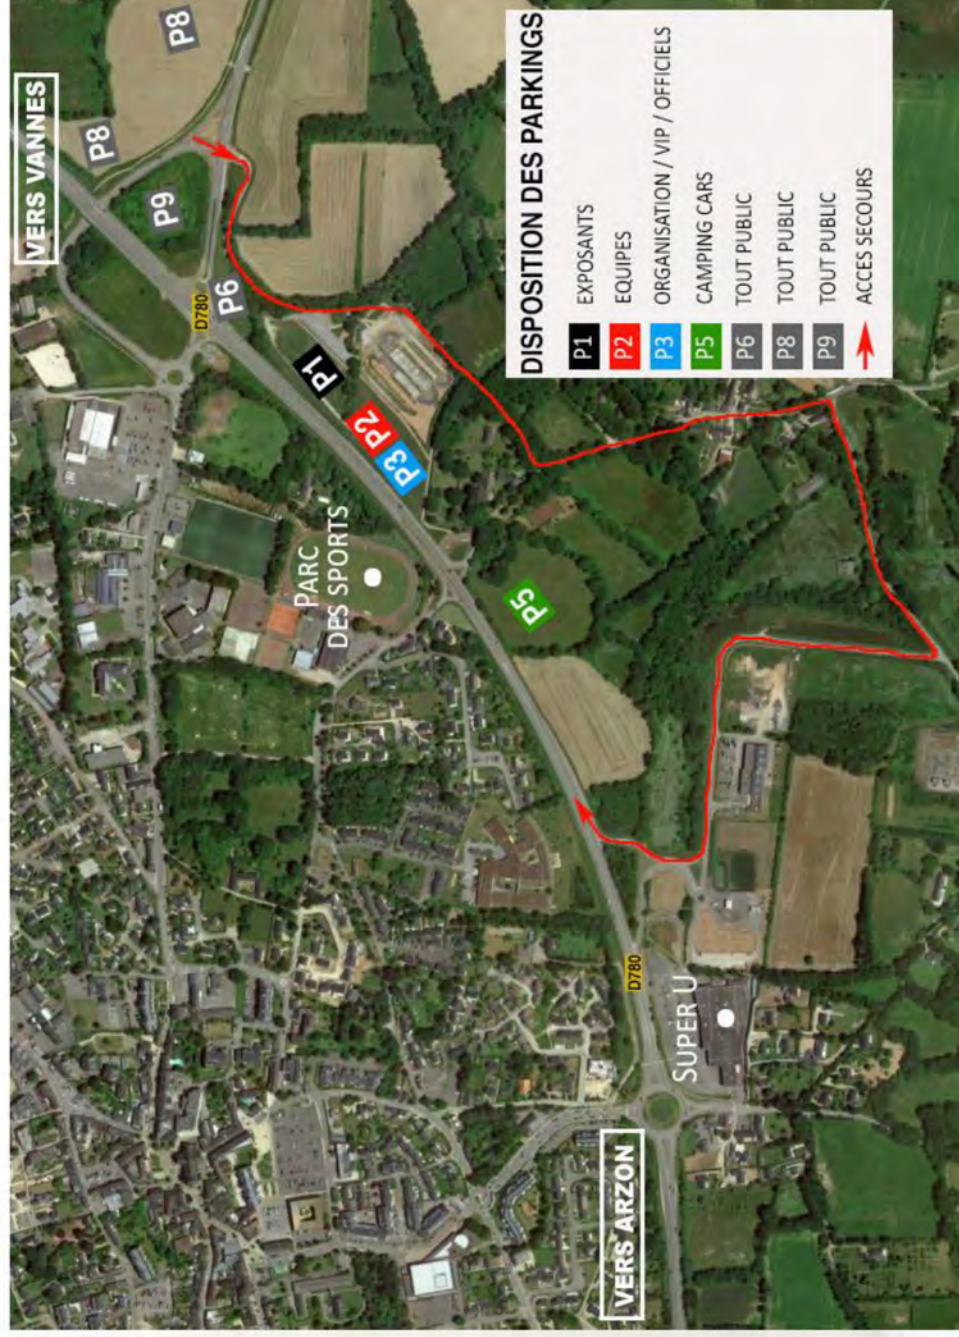 VERS VANNES
P8
P8
P9
D780
P6
P1
P2
P3
PARC
DES SPORTS
P5
D780
SUPER U
VERS ARZON
DISPOSITION DES PARKINGS
P1 EXPOSANTS
P2 EQUIPES
P3 ORGANISATION / VIP / OFFICIELS
P5 CAMPING CARS
P6 TOUT PUBLIC
P8 TOUT PUBLIC
P9 TOUT PUBLIC
ACCES SECOURS